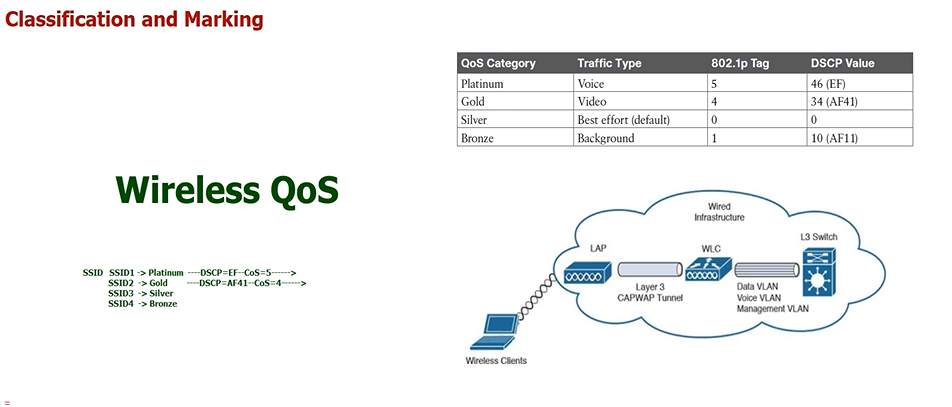 Classification and Marking
QoS Category Traffic Type 802.1p Tag DSCP Value
Platinum Voice 5 46 (EF)
Gold Video 4 34 (AF41)
Silver Best effort (default) 0 0
Bronze Background 1 10 (AF11)
Wireless QoS
SSID SSID1 -> Platinum ----DSCP=EF--CoS=5------>
SSID2 -> Gold ----DSCP=AF41--CoS=4------>
SSID3 -> Silver
SSID4 -> Bronze
Wired
Infrastructure
LAP
WLC
L3 Switch
Layer 3
CAPWAP Tunnel
Data VLAN
Voice VLAN
Management VLAN
Wireless Clients
=